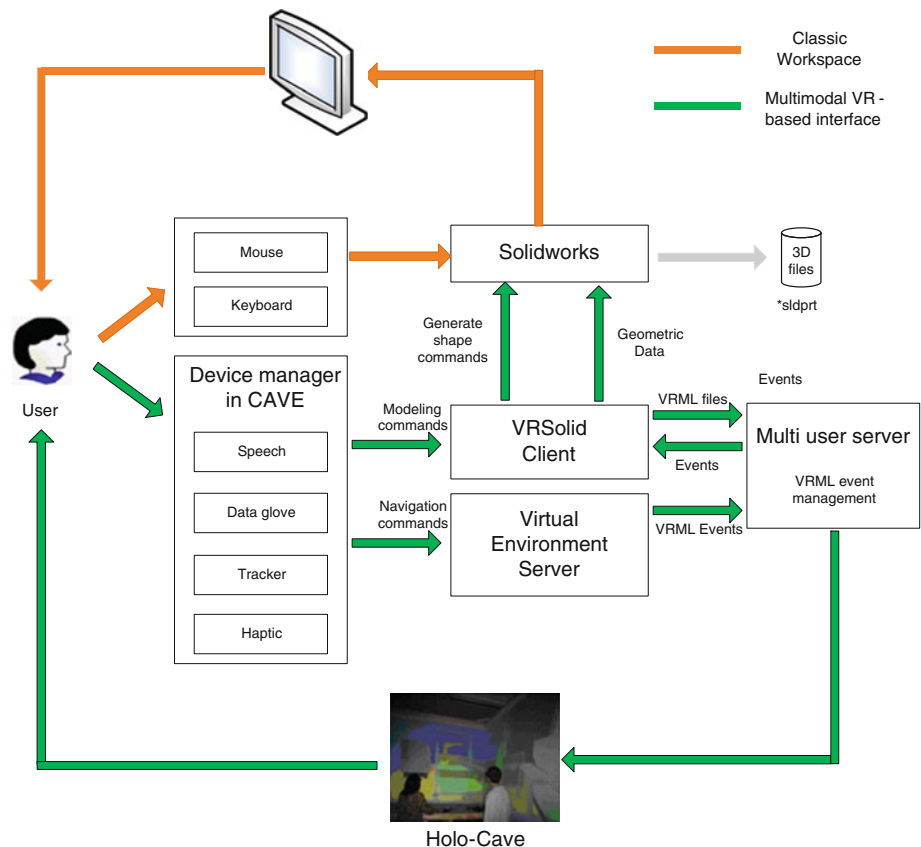 Classic
Workspace
Multimodal VR -
based interface
Mouse
Keyboard
Solidworks
3D
files
*sldprt
Generate
shape
commands
Geometric
Data
User
Device manager
in CAVE
Speech
Data glove
Tracker
Haptic
Modeling
commands
Navigation
commands
VRSolid
Client
Virtual
Environment
Server
VRML files
Events
Events
VRML Events
Multi user server
VRML event
management
Holo-Cave